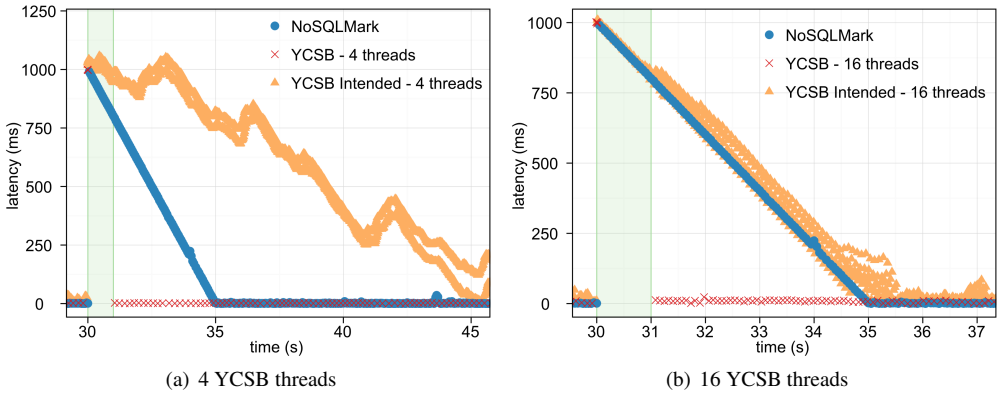 1250
1000
750
500
250
0
latency (ms)
NoSQLMark
YCSB - 4 threads
YCSB Intended - 4 threads
30 35 40 45
time (s)
(a) 4 YCSB threads
1000
750
500
250
0
latency (ms)
NoSQLMark
YCSB - 16 threads
YCSB Intended - 16 threads
30 31 32 33 34 35 36 37
time (s)
(b) 16 YCSB threads